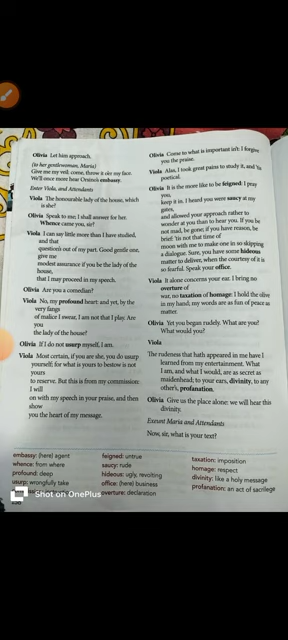 Olivia Let him approach.
(to her gentlewoman, Maria)
Give me my veil: come, throw it o'er my face.
We'll once more hear Orsino's embassy.
Enter Viola, and Attendants
Viola The honourable lady of the house, which
is she?
Olivia Speak to me; I shall answer for her.
Whence came you, sir?
Viola I can say little more than I have studied,
and that
question's out of my part. Good gentle one,
give me
modest assurance if you be the lady of the
house,
that I may proceed in my speech.
Olivia Are you a comedian?
Viola No, my profound heart: and yet, by the
very fangs
of malice I swear, I am not that I play. Are
you
the lady of the house?
Olivia If I do not usurp myself, I am.
Viola Most certain, if you are she, you do usurp
yourself; for what is yours to bestow is not
yours
to reserve. But this is from my commission:
I will
on with my speech in your praise, and then
show
you the heart of my message.
Olivia Come to what is important in't: I forgive
you the praise.
Viola Alas, I took great pains to study it, and 'tis
poetical.
Olivia It is the more like to be feigned: I pray
you,
keep it in. I heard you were saucy at my
gates,
and allowed your approach rather to
wonder at you than to hear you. If you be
not mad, be gone; if you have reason, be
brief: 'tis not that time of
moon with me to make one in so skipping
a dialogue. Sure, you have some hideous
matter to deliver, when the courtesy of it is
so fearful. Speak your office.
Viola It alone concerns your ear. I bring no
overture of
war, no taxation of homage: I hold the olive
in my hand; my words are as fun of peace as
matter.
Olivia Yet you began rudely. What are you?
What would you?
Viola
The rudeness that hath appeared in me have I
learned from my entertainment. What
I am, and what I would, are as secret as
maidenhead; to your ears, divinity, to any
other's, profanation.
Olivia Give us the place alone: we will hear this
divinity.
Exeunt Maria and Attendants
Now, sir, what is your text?
embassy: (here) agent
whence: from where
profound: deep
usurp: wrongfully take
feigned: untrue
saucy: rude
hideous: ugly, revolting
office: (here) business
overture: declaration
taxation: imposition
homage: respect
divinity: like a holy message
profanation: an act of sacrilege
Shot on OnePlus